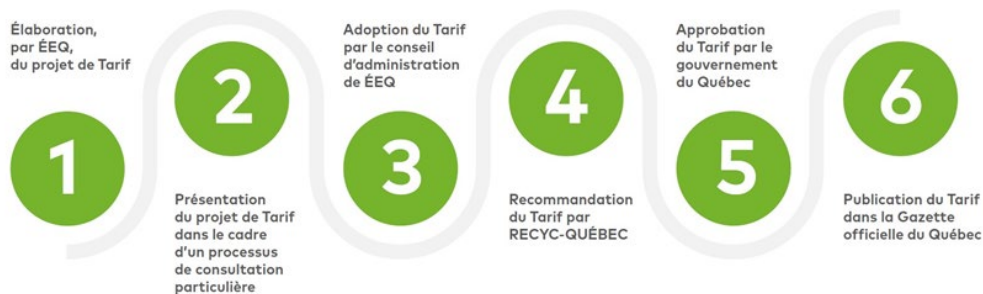 1
Élaboration,
par ÉEQ,
du projet de Tarif
2
Présentation
du projet de Tarif
dans le cadre
d'un processus
de consultation
particulière
3
Adoption du Tarif
par le conseil
d'administration
de ÉEQ
4
Recommandation
du Tarif par
RECYC-QUÉBEC
5
Approbation
du Tarif par le
gouvernement
du Québec
6
Publication du Tarif
dans la Gazette
officielle du Québec